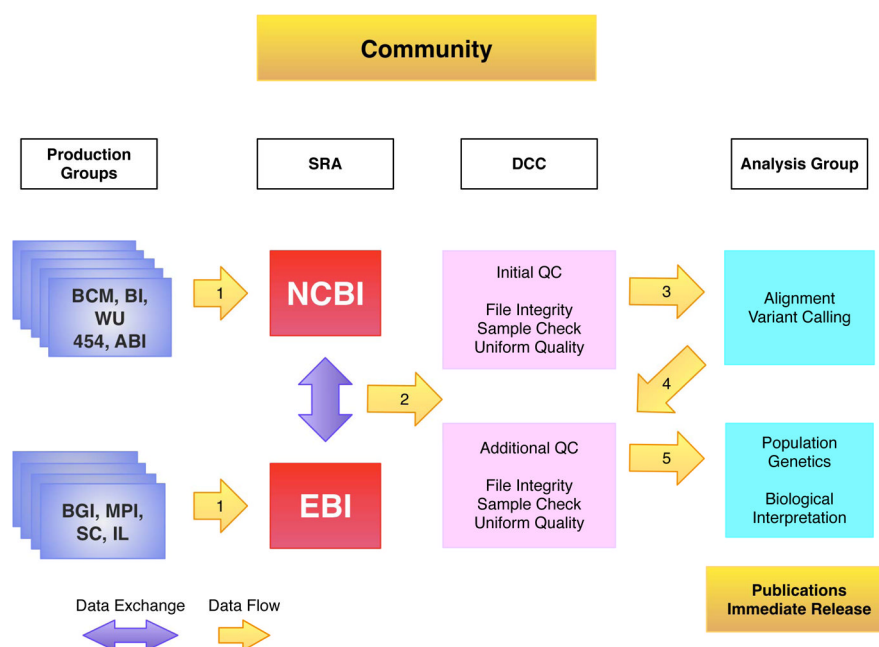 Community
Production
Groups
SRA
DCC
Analysis Group
BCM, BI,
WU
454, ABI
1
NCBI
Initial QC
File Integrity
Sample Check
Uniform Quality
3
Alignment
Variant Calling
2
4
BGI, MPI,
SC, IL
1
EBI
Additional QC
File Integrity
Sample Check
Uniform Quality
5
Population
Genetics
Biological
Interpretation
Data Exchange
Data Flow
Publications
Immediate Release